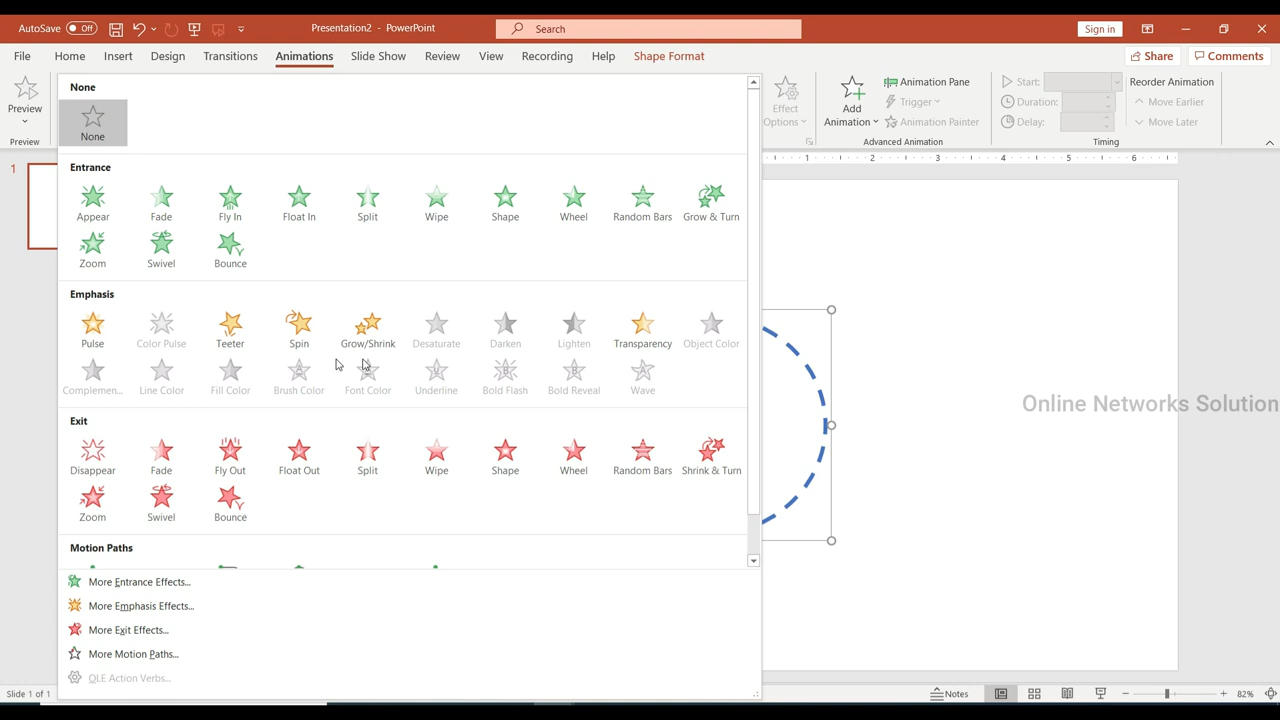 AutoSave Off Presentation2 - PowerPoint Search Sign in
File Home Insert Design Transitions Animations Slide Show Review View Recording Help Shape Format Share Comments
Preview
Preview
Effect Options
Add Animation
Animation Pane
Trigger
Animation Painter
Advanced Animation
Start:
Duration:
Delay:
Reorder Animation
Move Earlier
Move Later
Timing
1 2 3 4 5 6
1
None
None
Entrance
Appear Fade Fly In Float In Split Wipe Shape Wheel Random Bars Grow & Turn
Zoom Swivel Bounce
Emphasis
Pulse Color Pulse Teeter Spin Grow/Shrink Desaturate Darken Lighten Transparency Object Color
Complemen... Line Color Fill Color Brush Color Font Color Underline Bold Flash Bold Reveal Wave
Exit
Disappear Fade Fly Out Float Out Split Wipe Shape Wheel Random Bars Shrink & Turn
Zoom Swivel Bounce
Motion Paths
More Entrance Effects...
More Emphasis Effects...
More Exit Effects...
More Motion Paths...
OLE Action Verbs...
Online Networks Solution
Slide 1 of 1 Notes 82%